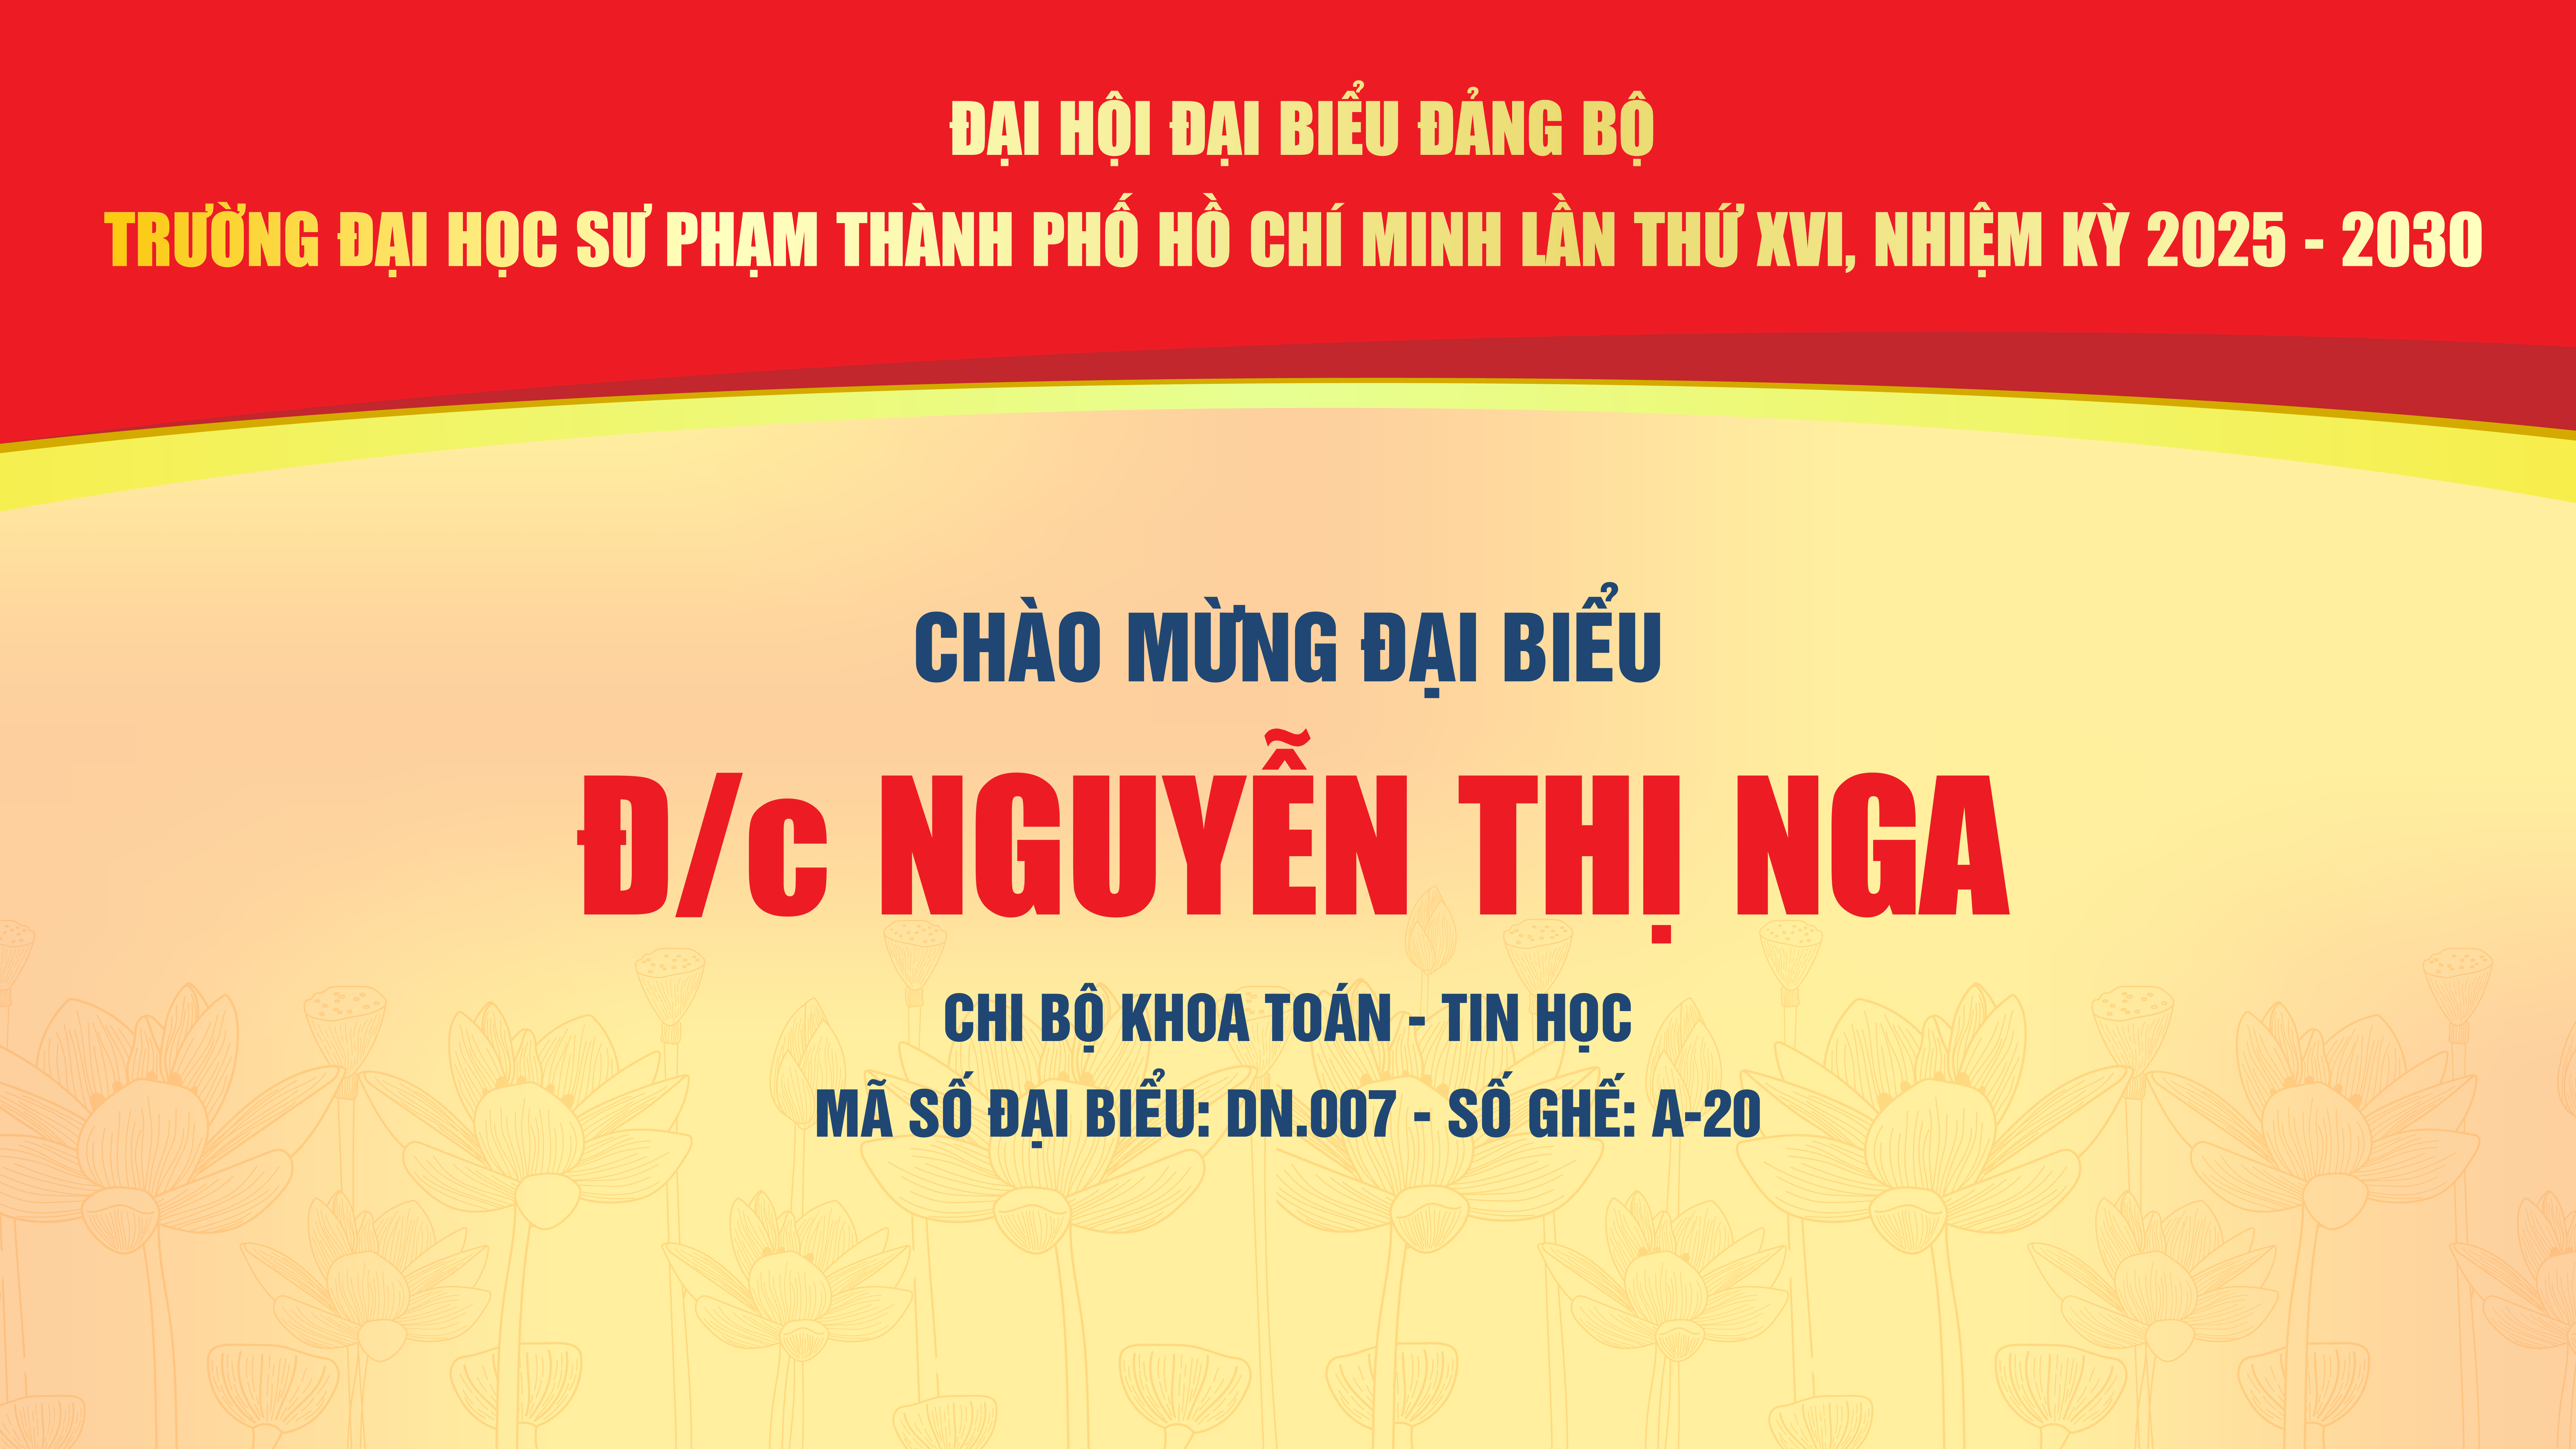 ĐẠI HỘI ĐẠI BIỂU ĐẢNG BỘ
TRƯỜNG ĐẠI HỌC SƯ PHẠM THÀNH PHỐ HỒ CHÍ MINH LẦN THỨ XVI, NHIỆM KỲ 2025 - 2030
CHÀO MỪNG ĐẠI BIỂU
Đ/c NGUYỄN THỊ NGA
CHI BỘ KHOA TOÁN - TIN HỌC
MÃ SỐ ĐẠI BIỂU: DN.007 - SỐ GHẾ: A-20